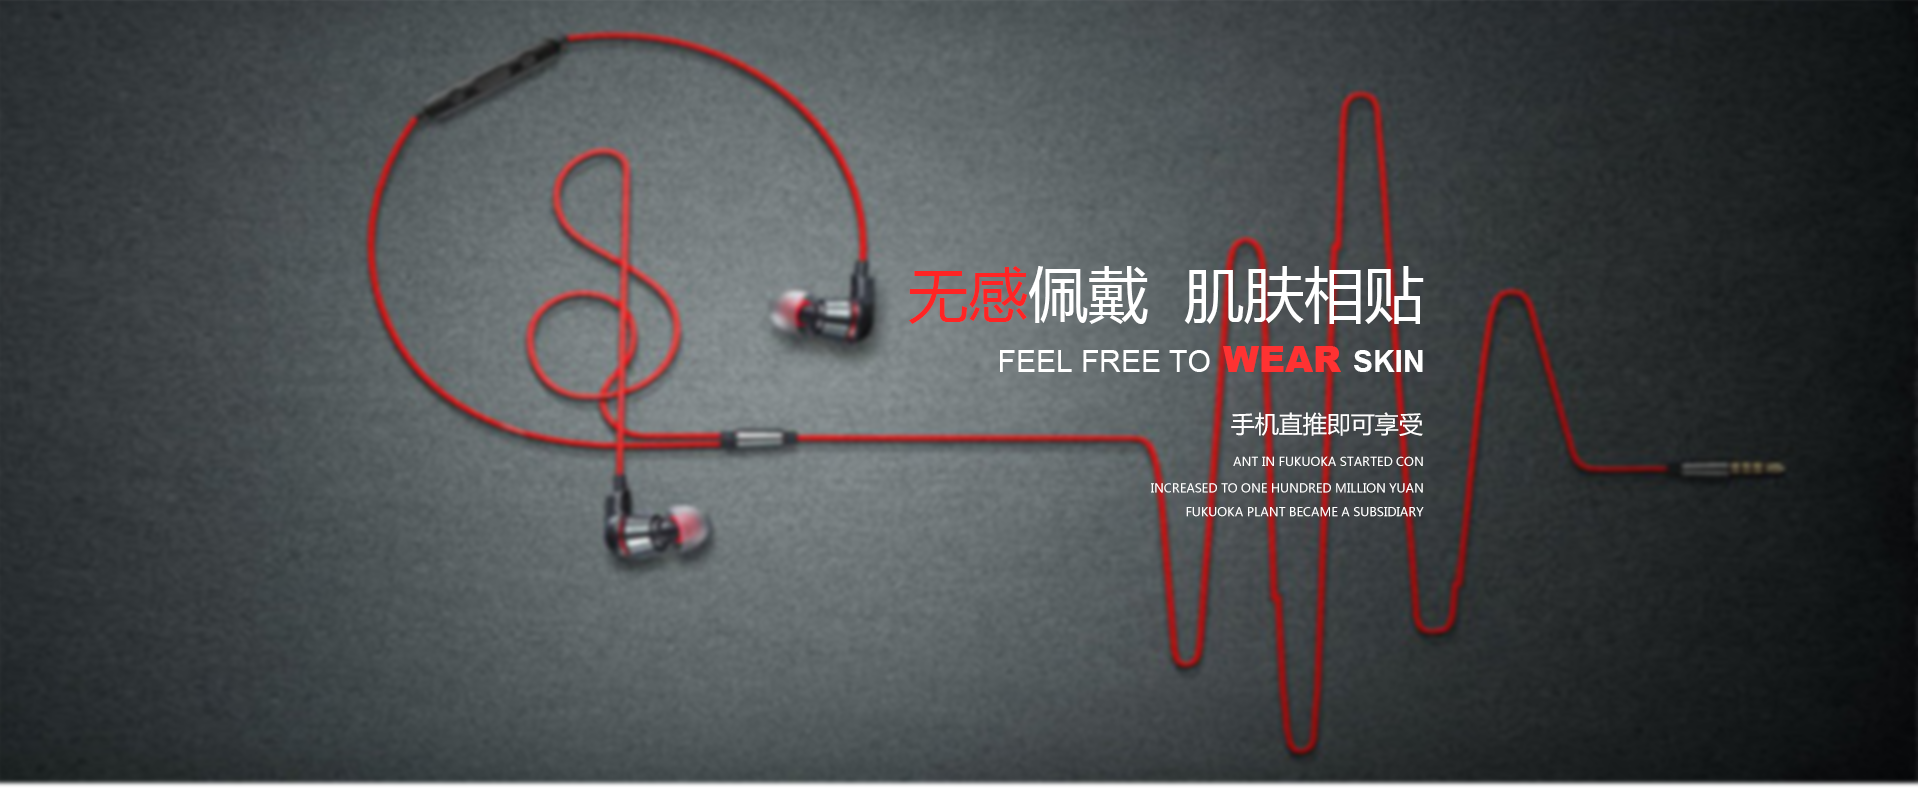 无感佩戴 肌肤相贴
FEEL FREE TO WEAR SKIN
手机直推即可享受
ANT IN FUKUOKA STARTED CON
INCREASED TO ONE HUNDRED MILLION YUAN
FUKUOKA PLANT BECAME A SUBSIDIARY